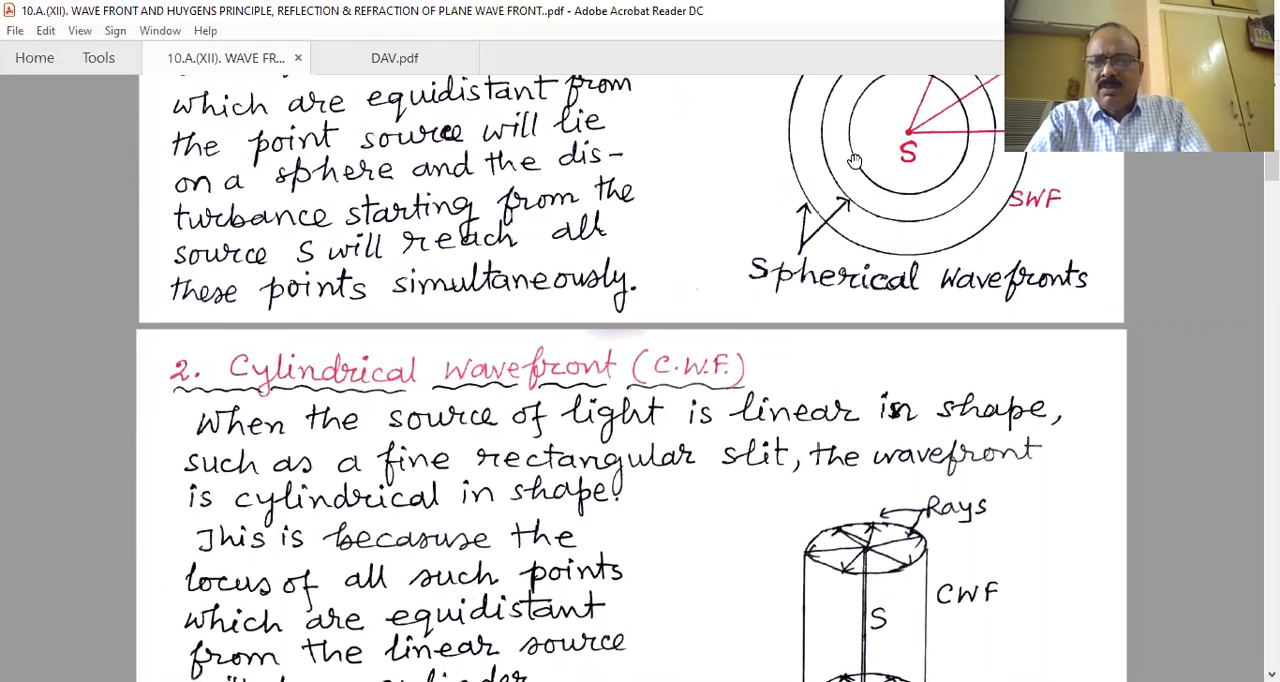 10.A.(XII). WAVE FRONT AND HUYGENS PRINCIPLE, REFLECTION & REFRACTION OF PLANE WAVE FRONT..pdf - Adobe Acrobat Reader DC
File Edit View Sign Window Help
Home Tools 10.A.(XII). WAVE FR... × DAV.pdf
which are equidistant from
the point source will lie
on a sphere and the dis-
turbance starting from the
source S will reach all
these points simultaneously.
S
SWF
Spherical wavefronts
2. Cylindrical wavefront (C.W.F.)
When the source of light is linear in shape,
such as a fine rectangular slit, the wavefront
is cylindrical in shape.
This is becasuse the
locus of all such points
which are equidistant
from the linear source
Rays
CWF
S